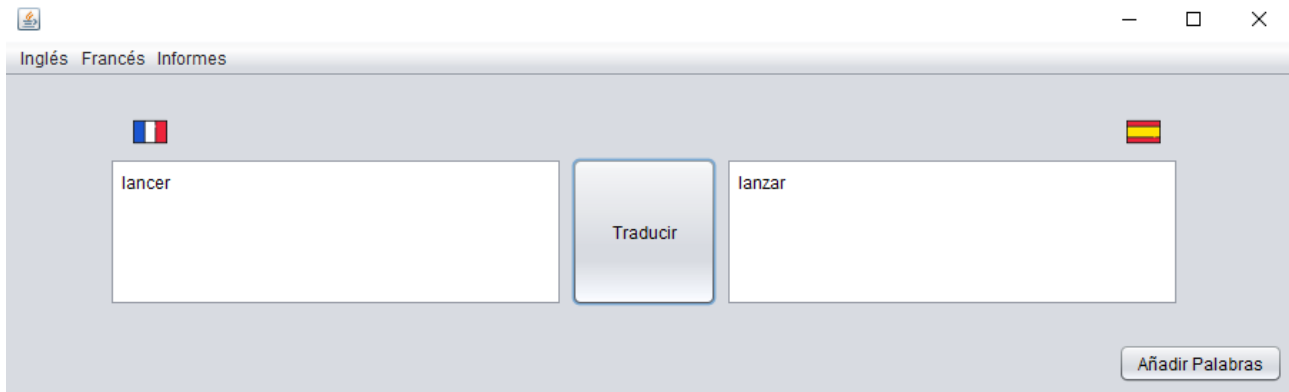 Inglés Francés Informes
lancer
Traducir
lanzar
Añadir Palabras